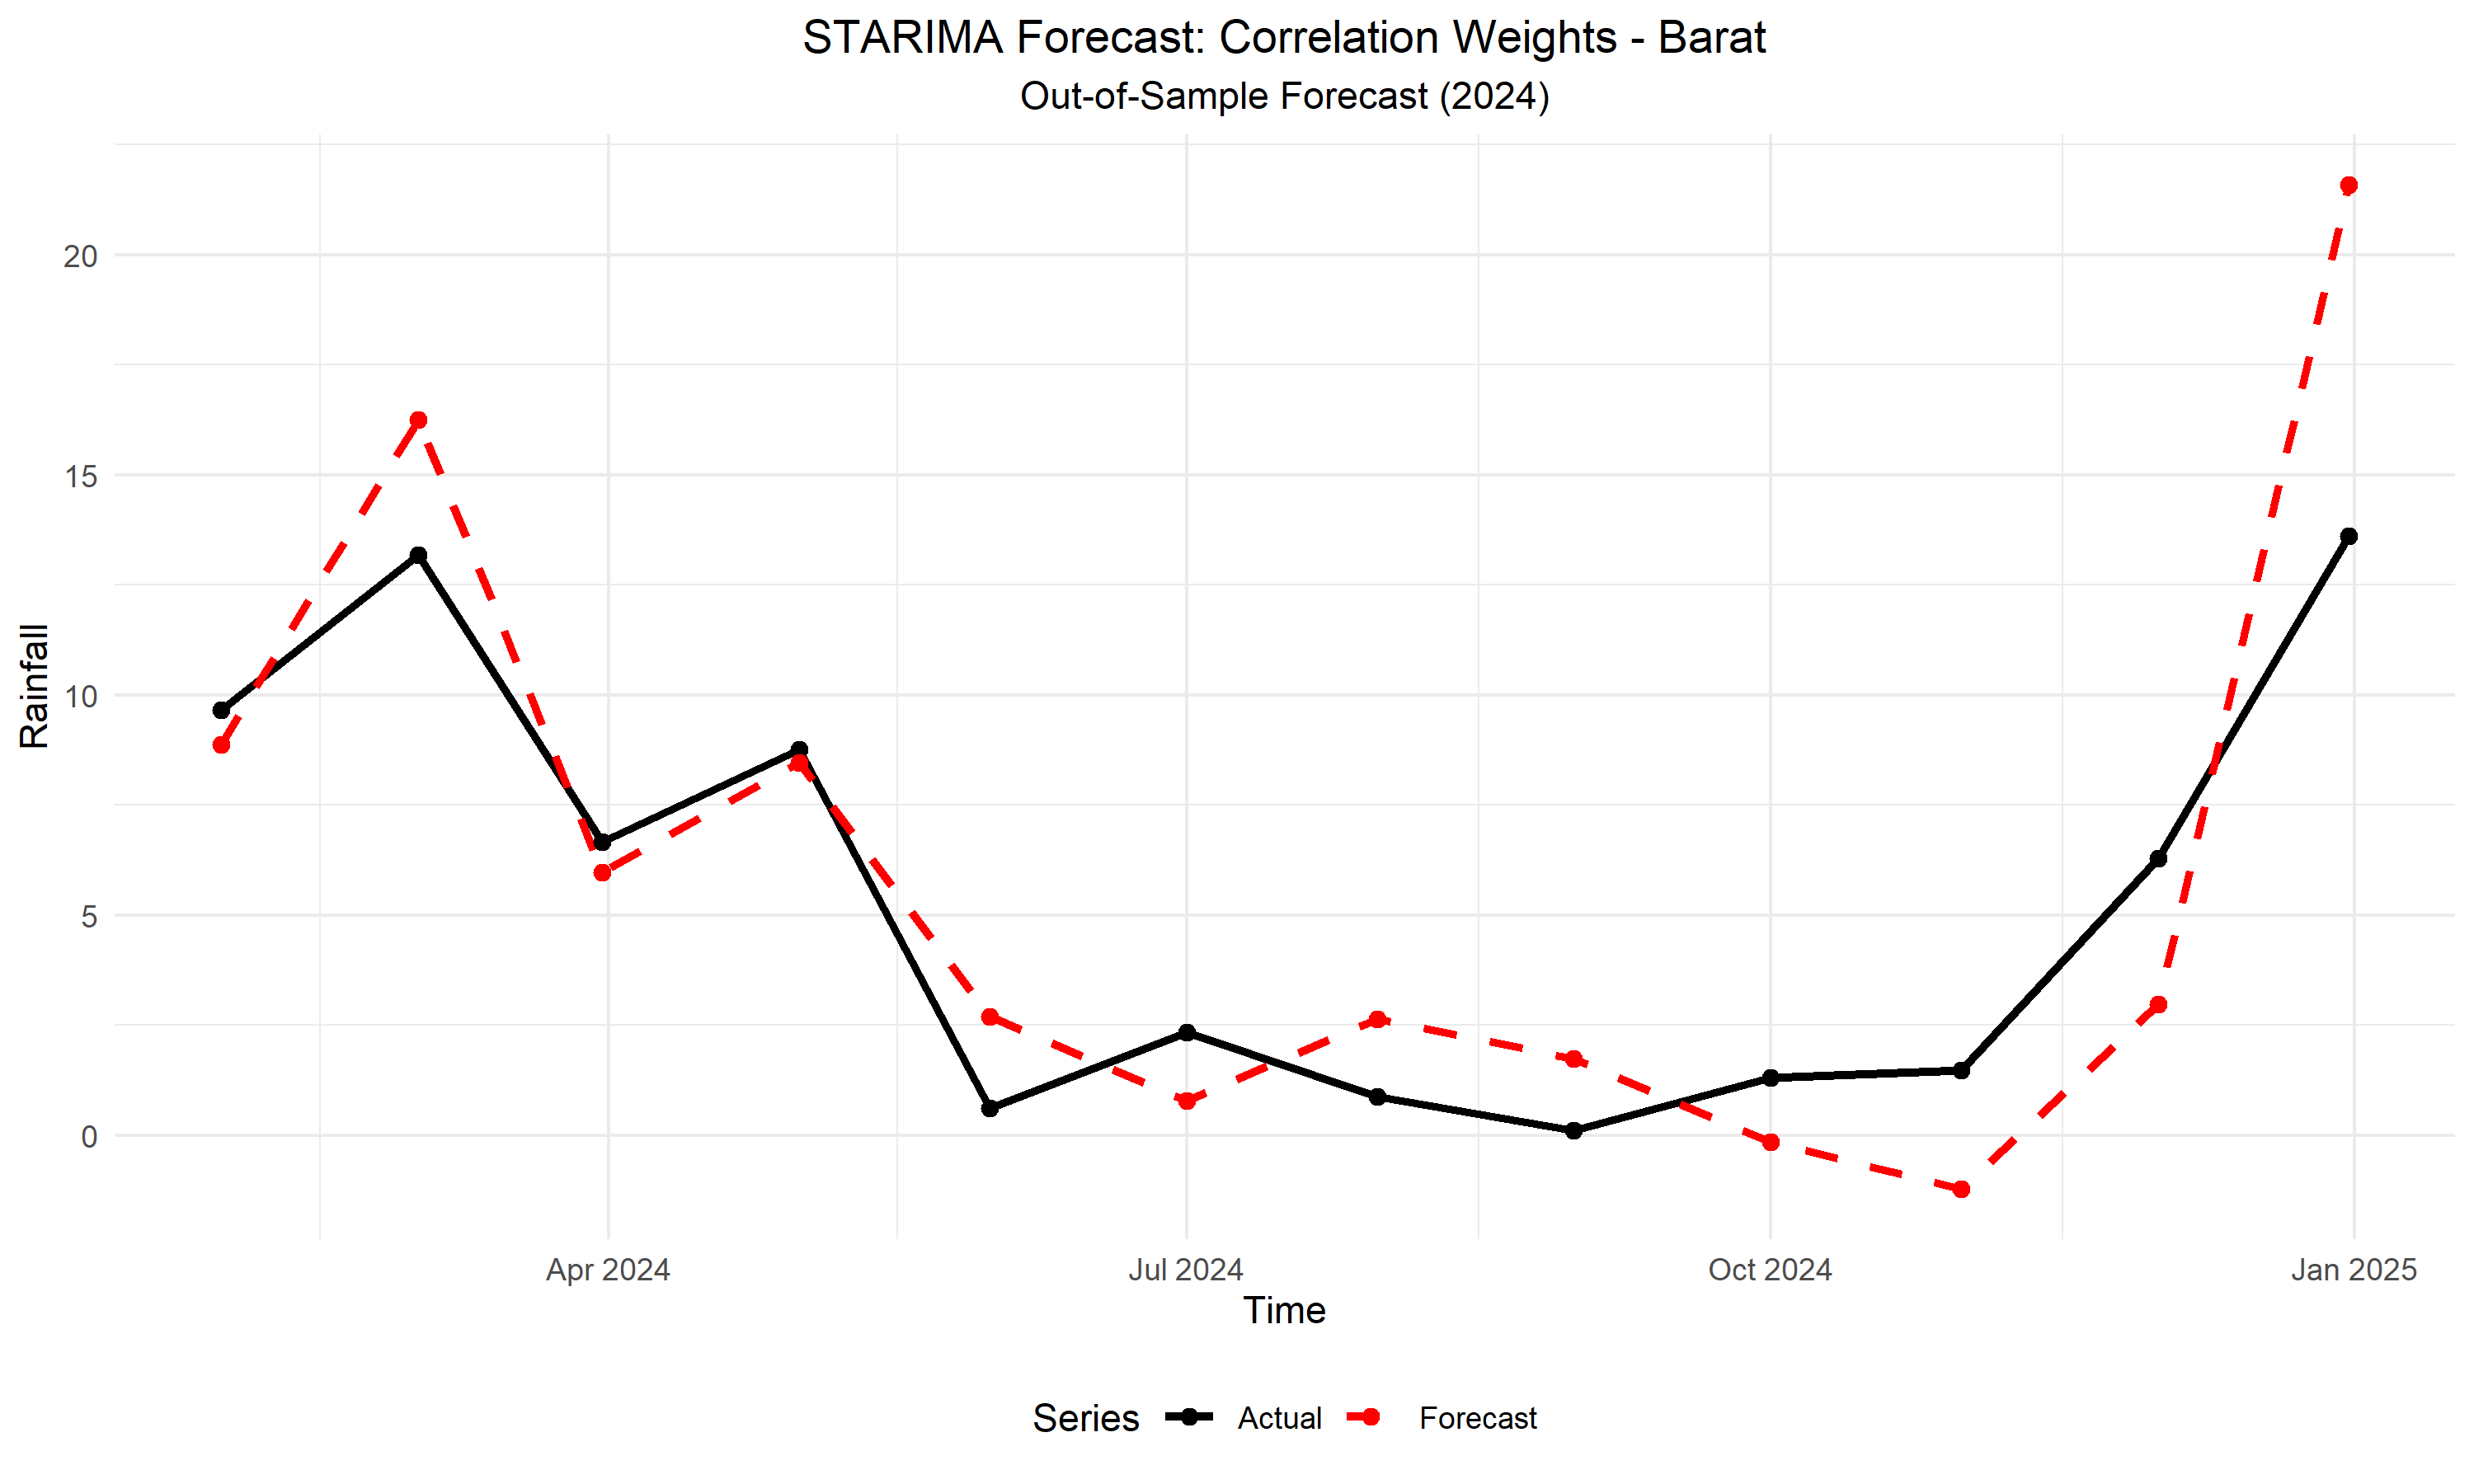 STARIMA Forecast: Correlation Weights - Barat
Out-of-Sample Forecast (2024)
Rainfall
20
15
10
5
0
Apr 2024
Jul 2024
Oct 2024
Jan 2025
Time
Series
Actual
Forecast